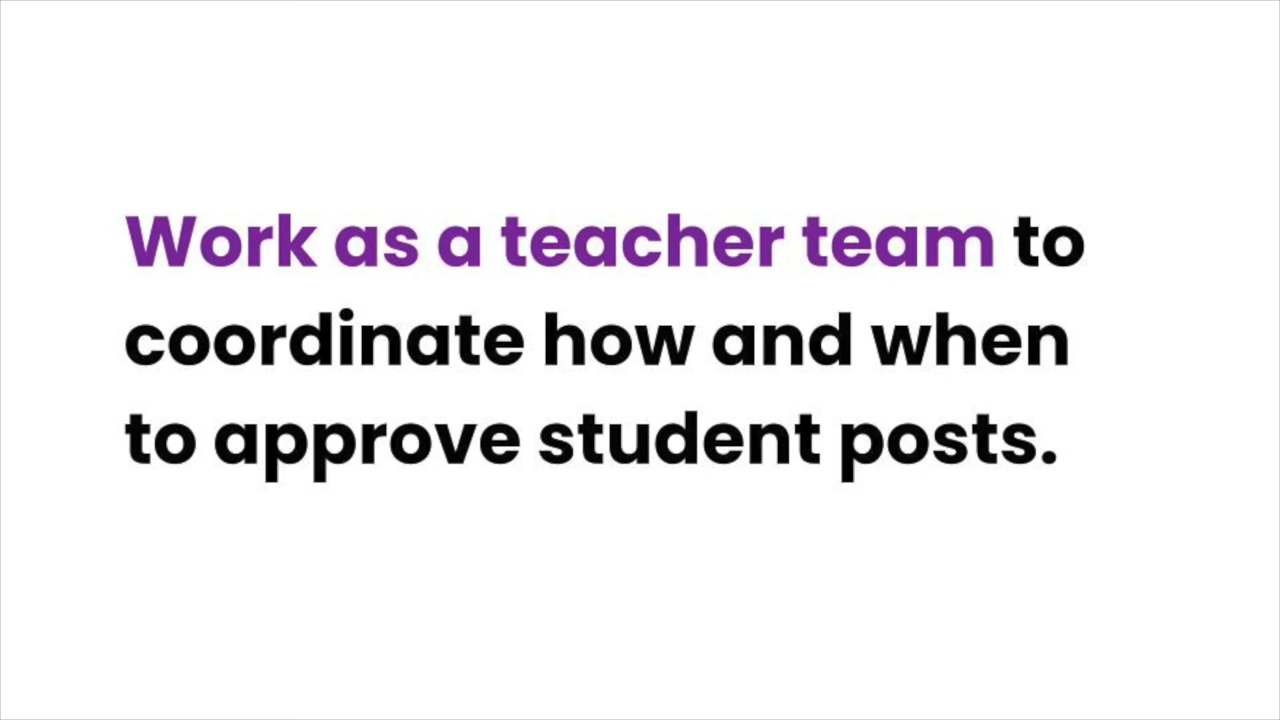 Work as a teacher team to
coordinate how and when
to approve student posts.